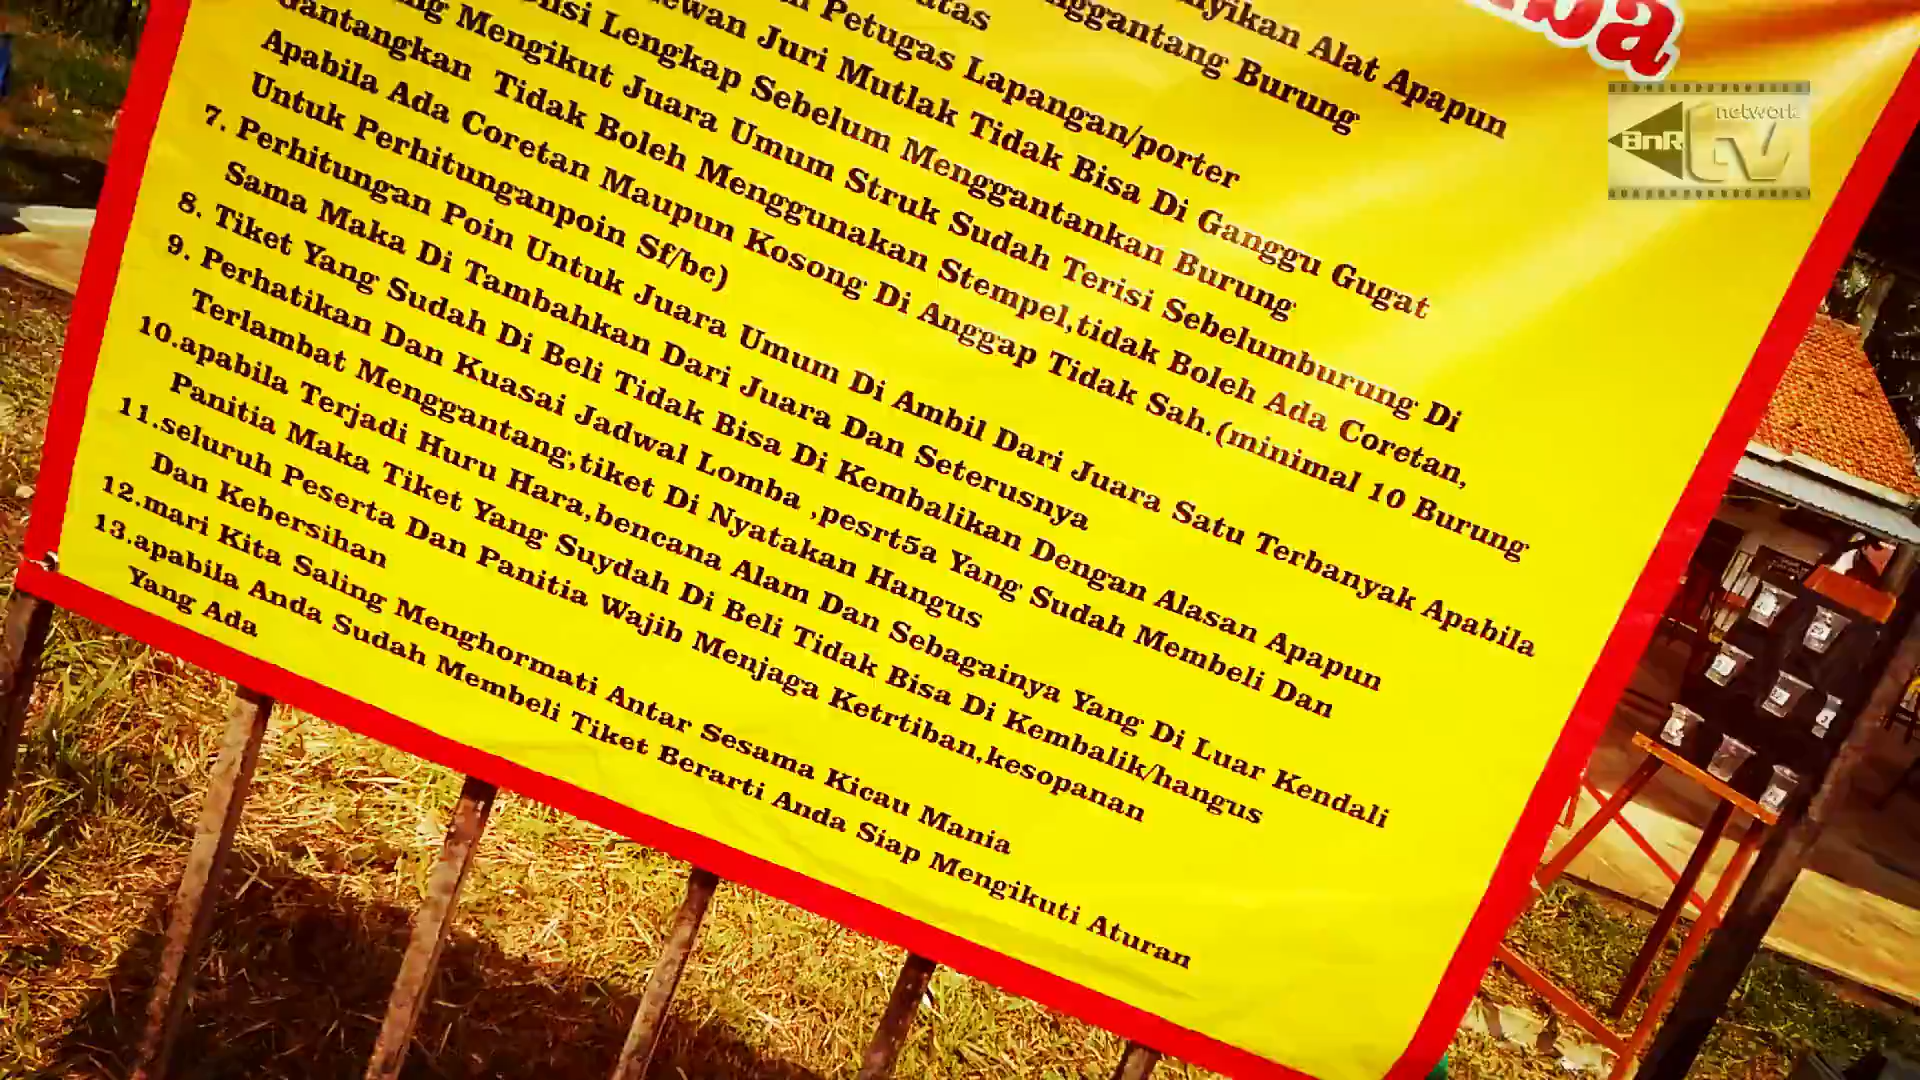 nyikan Alat Apapun
nggantang Burung
atas
Petugas Lapangan/porter
ewan Juri Mutlak Tidak Bisa Di Ganggu Gugat
Lengkap Sebelum Menggantankan Burung
Mengikut Juara Umum Struk Sudah Terisi Sebelumburung Di
Gantangkan Tidak Boleh Menggunakan Stempel,tidak Boleh Ada Coretan,
Apabila Ada Coretan Maupun Kosong Di Anggap Tidak Sah.(minimal 10 Burung
Untuk Perhitunganpoin Sf/bc)
7. Perhitungan Poin Untuk Juara Umum Di Ambil Dari Juara Satu Terbanyak Apabila
Sama Maka Di Tambahkan Dari Juara Dan Seterusnya
8. Tiket Yang Sudah Di Beli Tidak Bisa Di Kembalikan Dengan Alasan Apapun
9. Perhatikan Dan Kuasai Jadwal Lomba ,pesrt5a Yang Sudah Membeli Dan
Terlambat Menggantang,tiket Di Nyatakan Hangus
10.apabila Terjadi Huru Hara,bencana Alam Dan Sebagainya Yang Di Luar Kendali
Panitia Maka Tiket Yang Suydah Di Beli Tidak Bisa Di Kembalik/hangus
11.seluruh Peserta Dan Panitia Wajib Menjaga Ketrtiban,kesopanan
Dan Kebersihan
12.mari Kita Saling Menghormati Antar Sesama Kicau Mania
13.apabila Anda Sudah Membeli Tiket Berarti Anda Siap Mengikuti Aturan
Yang Ada
BnR
network
tv